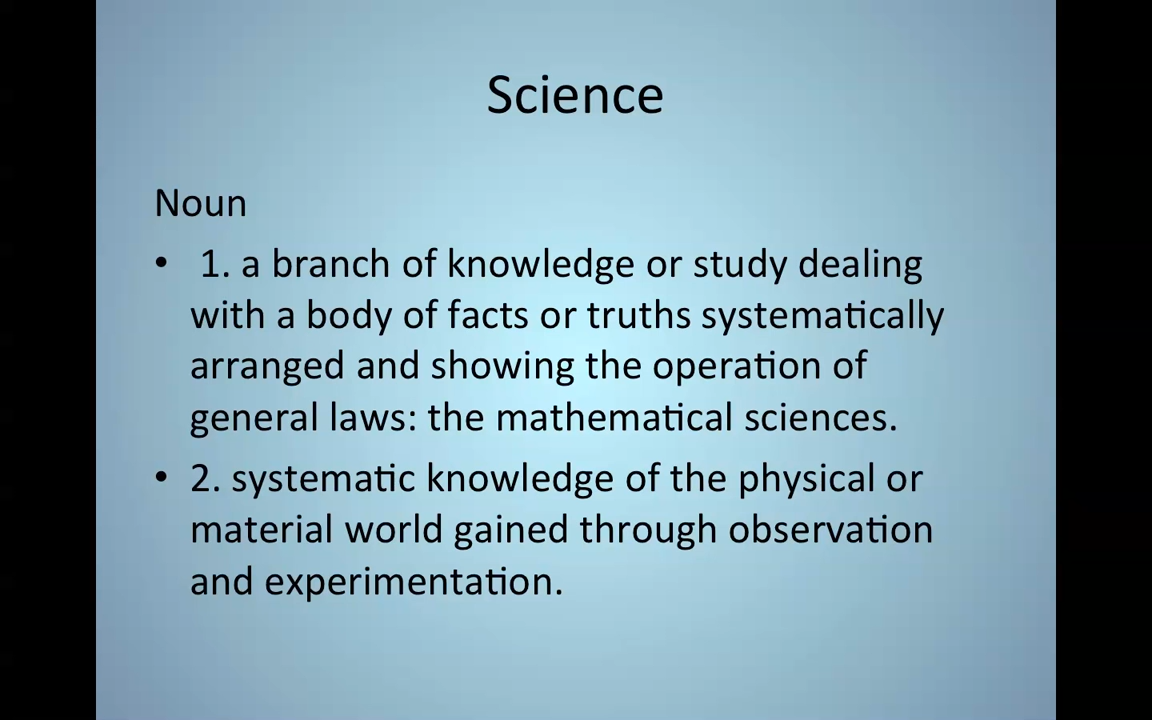 Science
Noun
• 1. a branch of knowledge or study dealing
with a body of facts or truths systematically
arranged and showing the operation of
general laws: the mathematical sciences.
• 2. systematic knowledge of the physical or
material world gained through observation
and experimentation.